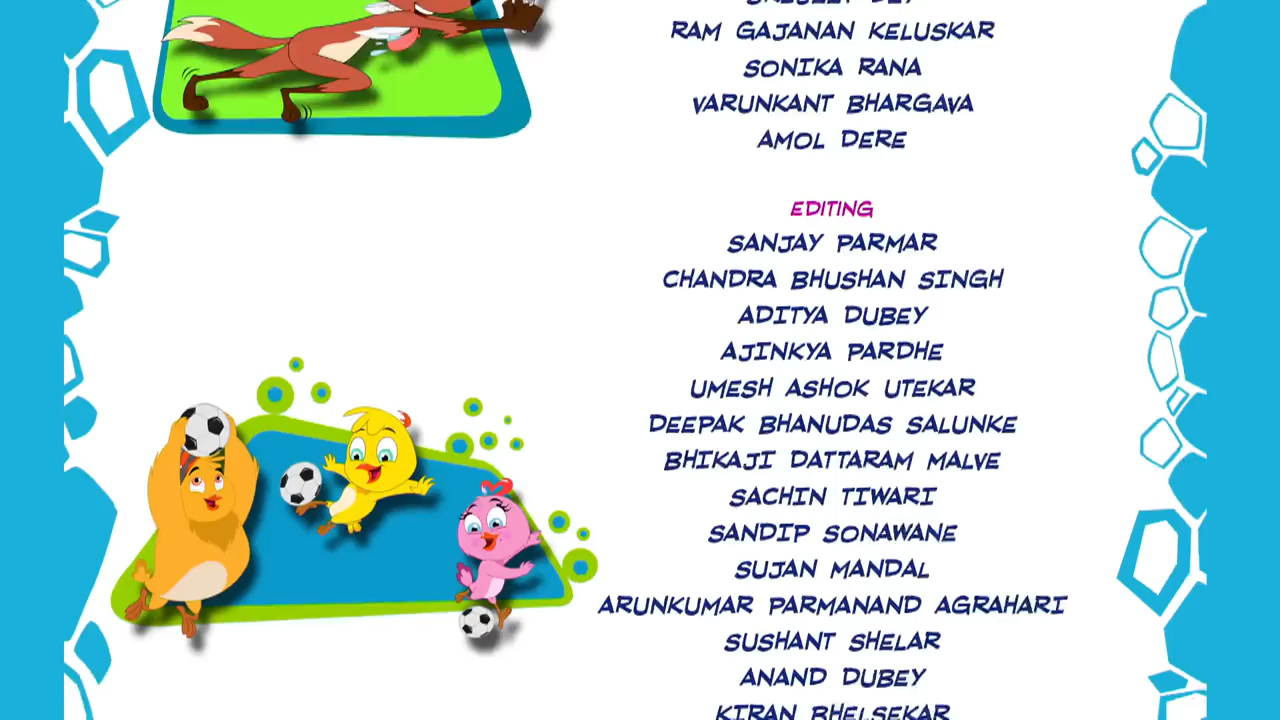 RAM GAJANAN KELUSKAR
SONIKA RANA
VARUNKANT BHARGAVA
AMOL DERE
EDITING
SANJAY PARMAR
CHANDRA BHUSHAN SINGH
ADITYA DUBEY
AJINKYA PARDHE
UMESH ASHOK UTEKAR
DEEPAK BHANUDAS SALUNKE
BHIKAJI DATTARAM MALVE
SACHIN TIWARI
SANDIP SONAWANE
SUJAN MANDAL
ARUNKUMAR PARMANAND AGRAHARI
SUSHANT SHELAR
ANAND DUBEY
KIRAN BHELSEKAR